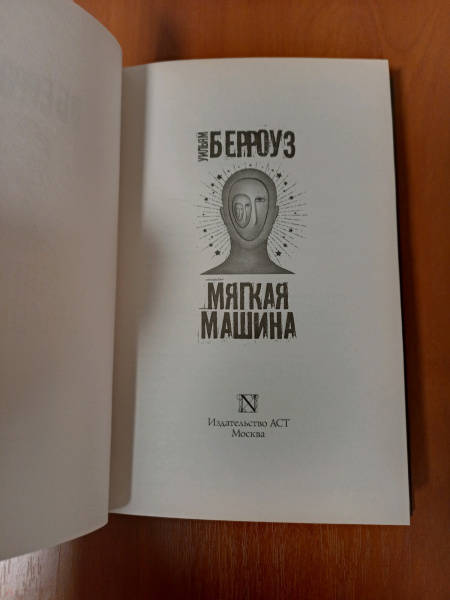 УИЛЬЯМ
БЕРРОУЗ
МЯГКАЯ
МАШИНА
N
Издательство АСТ
Москва